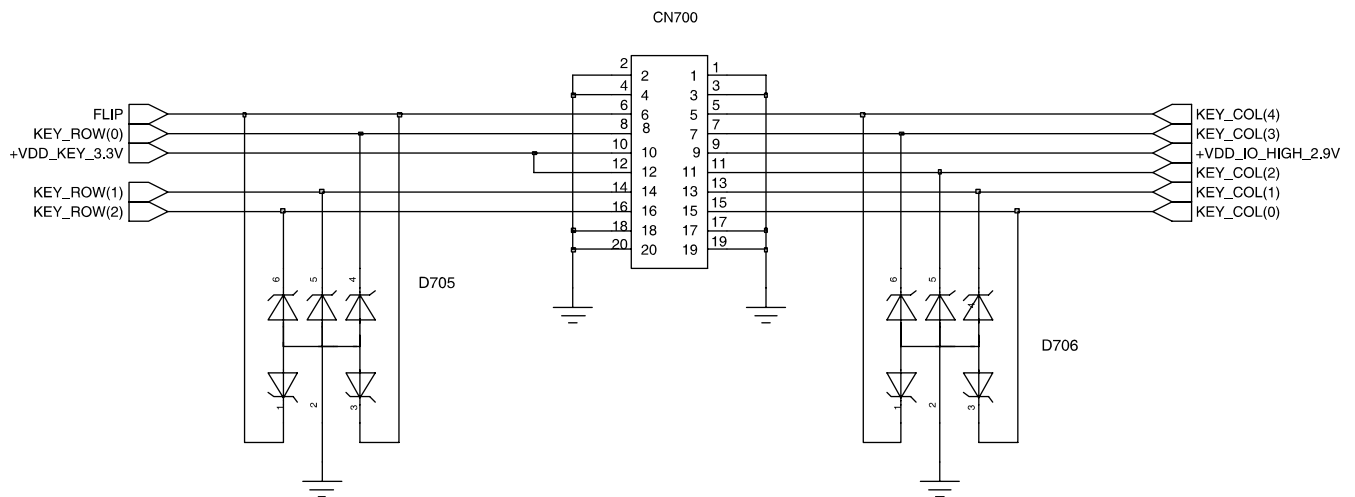 CN700
2 2 1 1
4 4 3 3
FLIP 6 6 5 5 KEY_COL(4)
KEY_ROW(0) 8 8 7 7 KEY_COL(3)
+VDD_KEY_3.3V 10 10 9 9 +VDD_IO_HIGH_2.9V
12 12 11 11 KEY_COL(2)
KEY_ROW(1) 14 14 13 13 KEY_COL(1)
KEY_ROW(2) 16 16 15 15 KEY_COL(0)
18 18 17 17
20 20 19 19
6 5 4 D705 6 5 4
D706
1 2 3 1 2 3